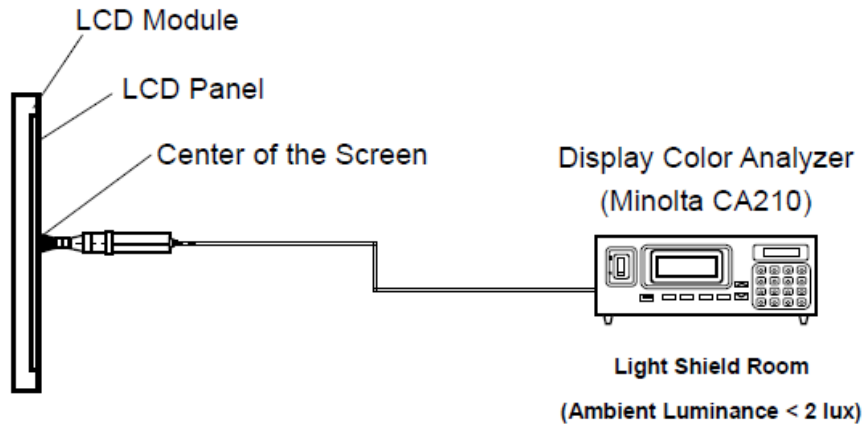 LCD Module
LCD Panel
Center of the Screen
Display Color Analyzer
(Minolta CA210)
Light Shield Room
(Ambient Luminance < 2 lux)